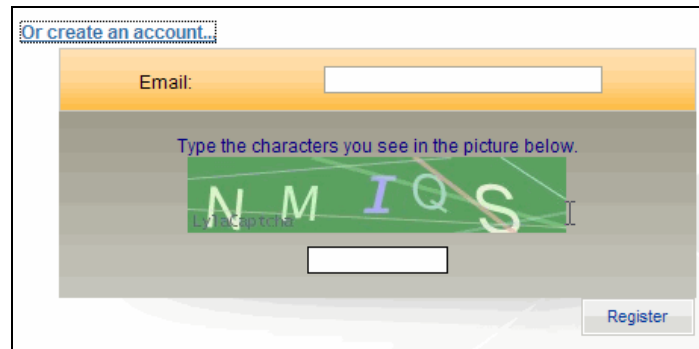 Or create an account...
Email:
Type the characters you see in the picture below.
N M I Q S
LylaCaptcha
Register